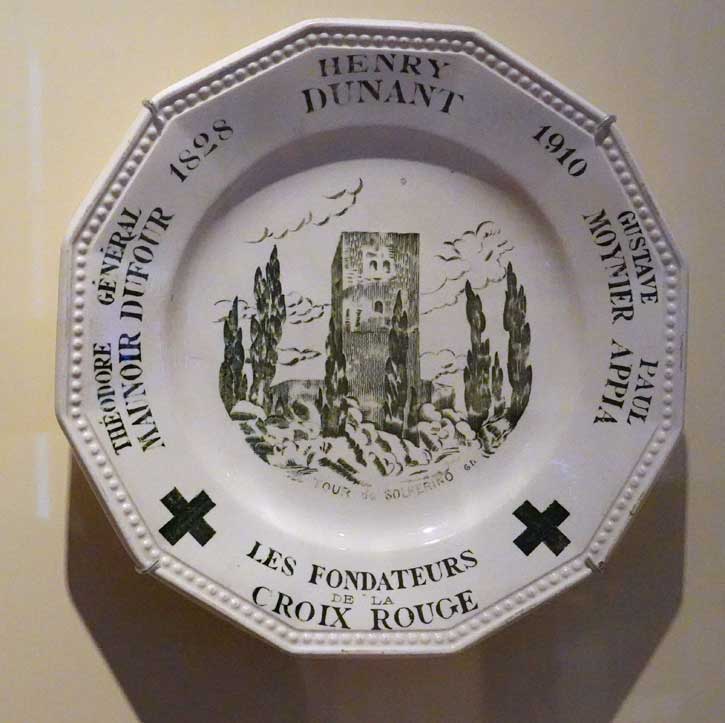 HENRY
DUNANT
1828
1910
GÉNÉRAL
DUFOUR
THÉODORE
MAUNOIR
GUSTAVE
MOYNIER
PAUL
APPIA
TOUR de SOLFERINO
LES FONDATEURS
DE LA
CROIX ROUGE